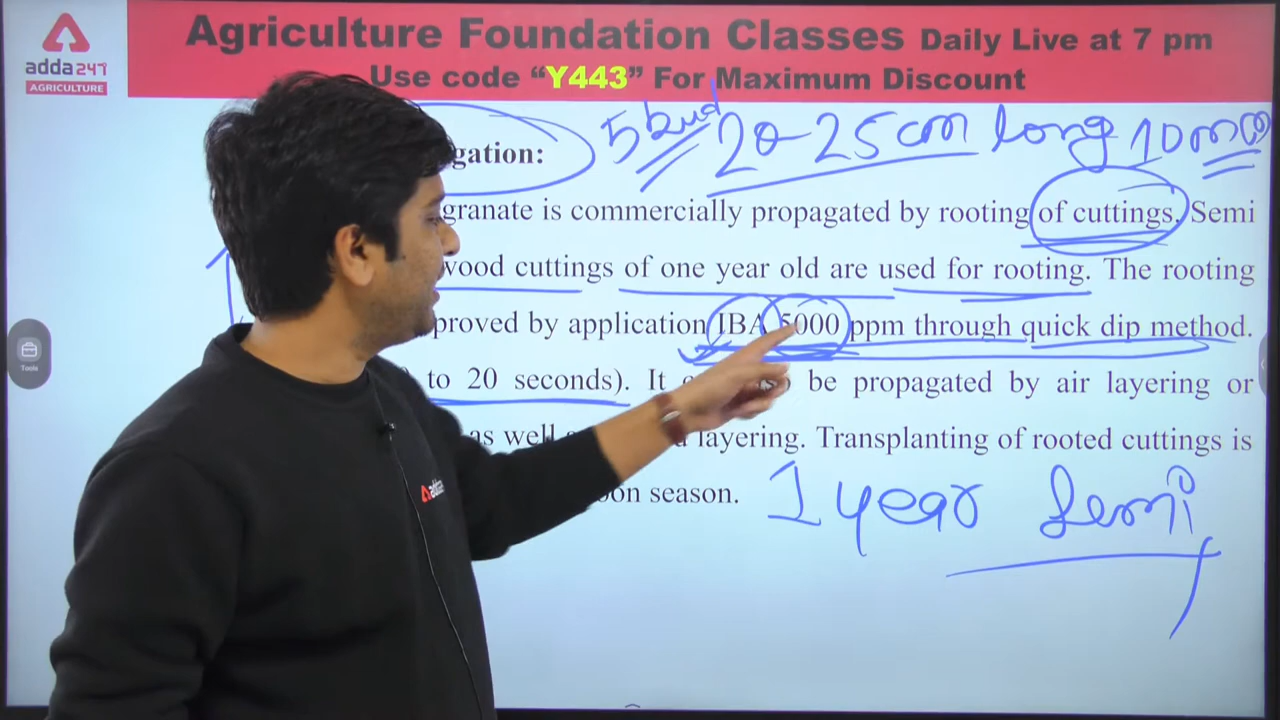 adda247
AGRICULTURE
Agriculture Foundation Classes Daily Live at 7 pm
Use code “Y443” For Maximum Discount
5 bud 20-25 cm long 10 mm
gation:
granate is commercially propagated by rooting of cuttings. Semi
wood cuttings of one year old are used for rooting. The rooting
proved by application IBA 5000 ppm through quick dip method.
to 20 seconds). It be propagated by air layering or
as well layering. Transplanting of rooted cuttings is
on season.
1 year Semi
Tools
adda